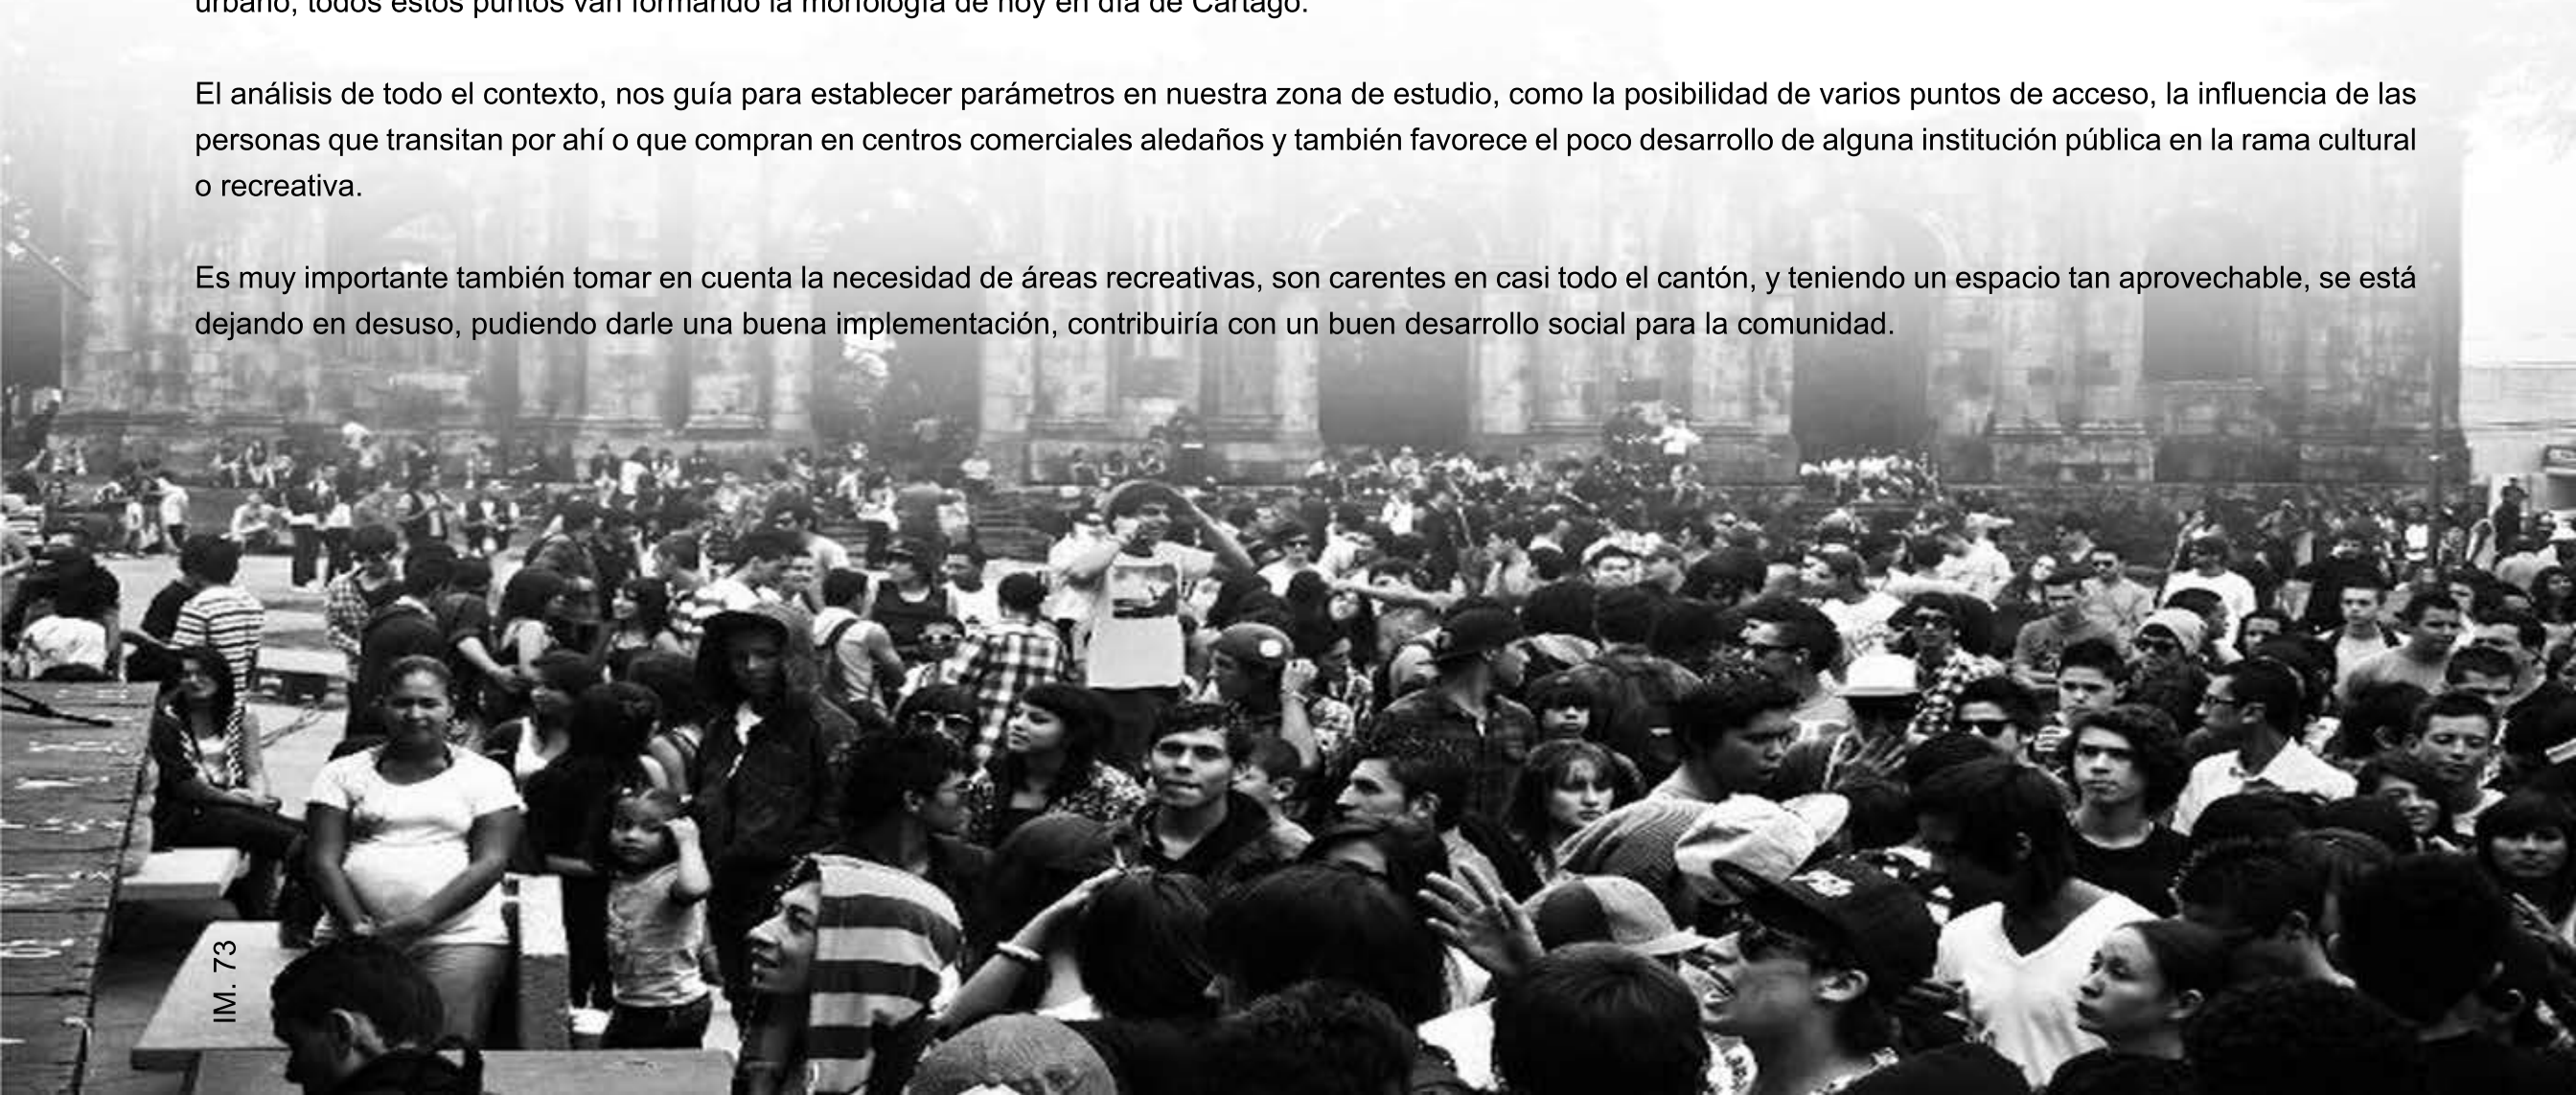 urbano, todos estos puntos van formando la morfología de hoy en día de Cartago.
El análisis de todo el contexto, nos guía para establecer parámetros en nuestra zona de estudio, como la posibilidad de varios puntos de acceso, la influencia de las
personas que transitan por ahí o que compran en centros comerciales aledaños y también favorece el poco desarrollo de alguna institución pública en la rama cultural
o recreativa.
Es muy importante también tomar en cuenta la necesidad de áreas recreativas, son carentes en casi todo el cantón, y teniendo un espacio tan aprovechable, se está
dejando en desuso, pudiendo darle una buena implementación, contribuiría con un buen desarrollo social para la comunidad.
IM. 73